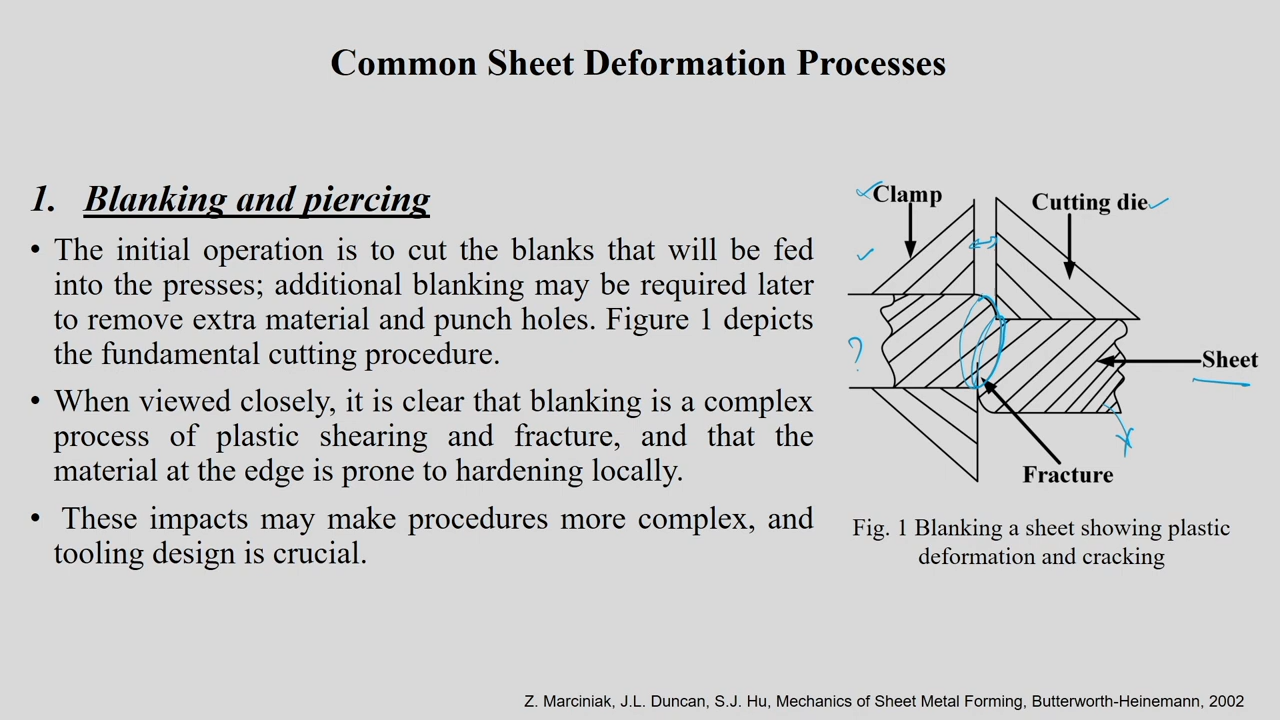 Common Sheet Deformation Processes
1. Blanking and piercing
• The initial operation is to cut the blanks that will be fed
into the presses; additional blanking may be required later
to remove extra material and punch holes. Figure 1 depicts
the fundamental cutting procedure.
• When viewed closely, it is clear that blanking is a complex
process of plastic shearing and fracture, and that the
material at the edge is prone to hardening locally.
• These impacts may make procedures more complex, and
tooling design is crucial.
Clamp
Cutting die
?
Sheet
Fracture
Fig. 1 Blanking a sheet showing plastic
deformation and cracking
Z. Marciniak, J.L. Duncan, S.J. Hu, Mechanics of Sheet Metal Forming, Butterworth-Heinemann, 2002